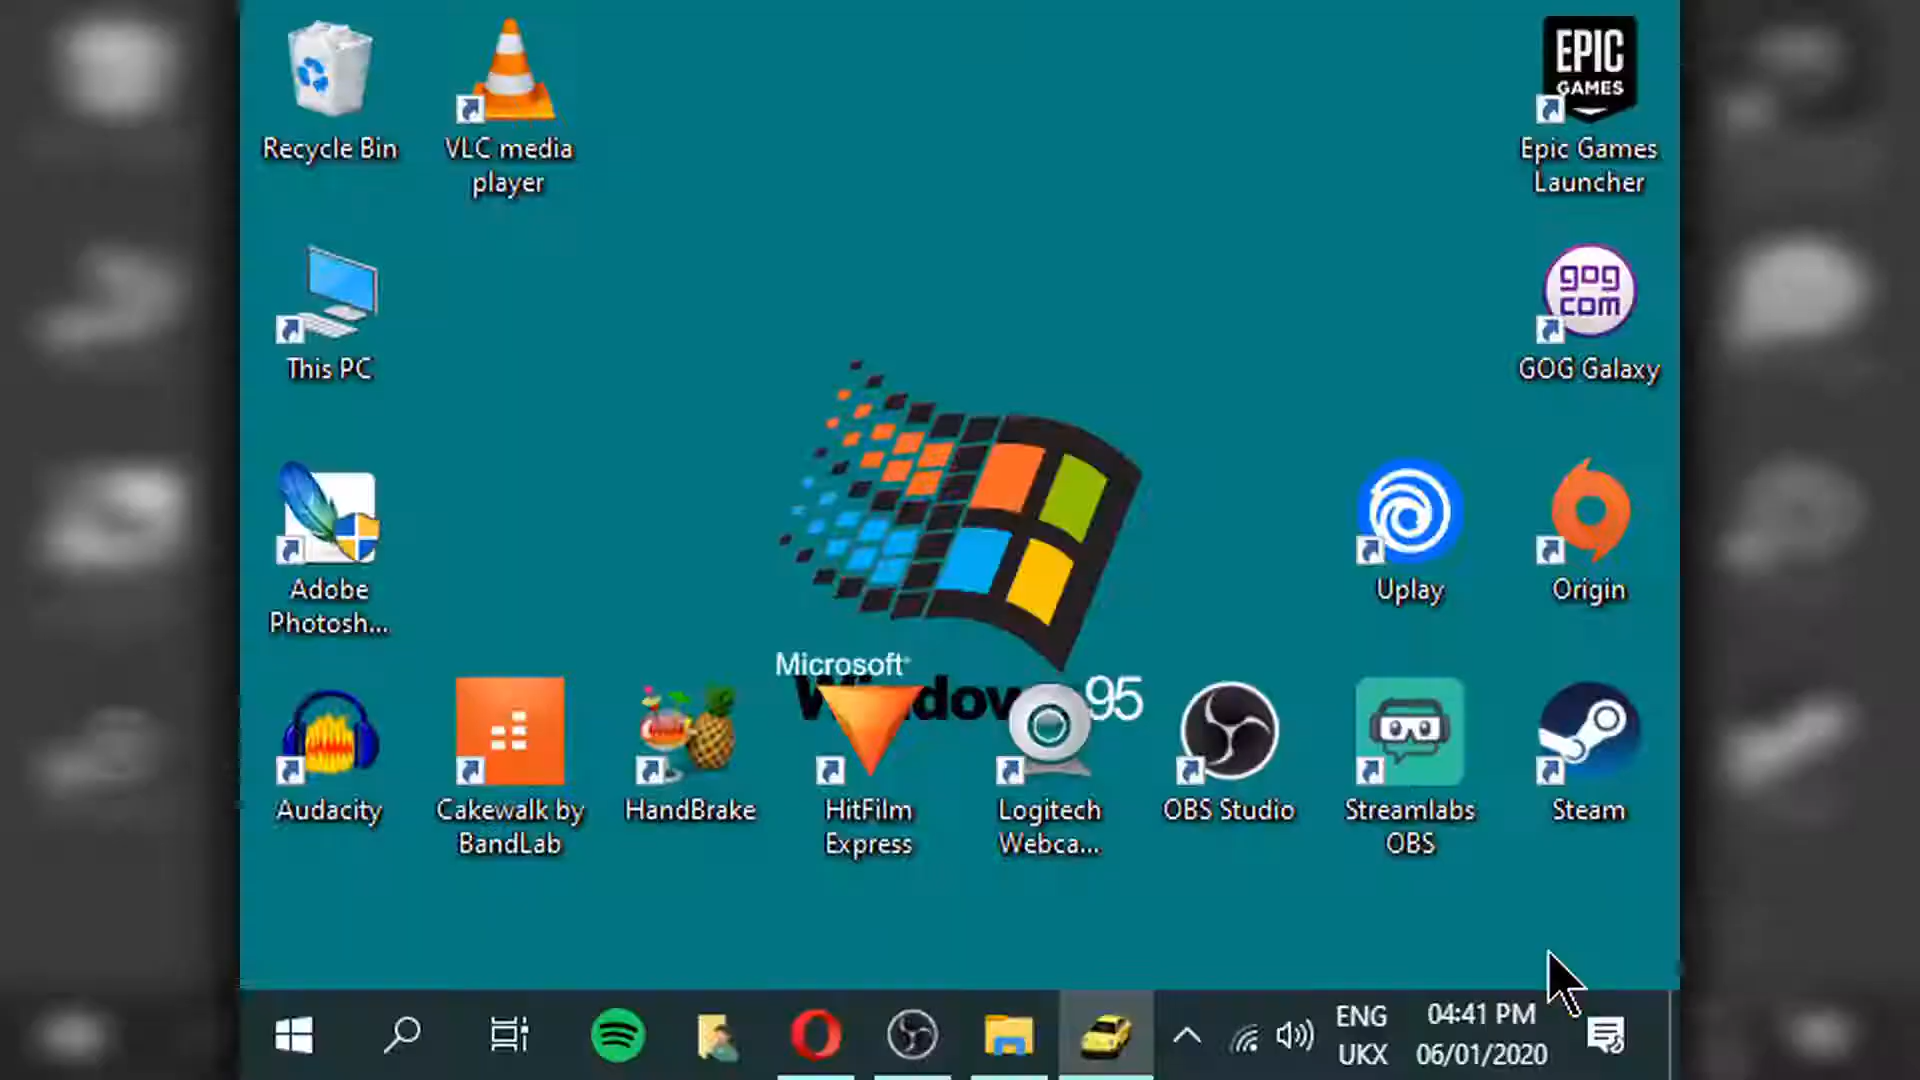 Recycle Bin
VLC media
player
EPIC
GAMES
Epic Games
Launcher
This PC
gog
com
GOG Galaxy
Adobe
Photosh...
Uplay
Origin
Microsoft
Windows 95
Audacity
Cakewalk by
BandLab
HandBrake
HitFilm
Express
Logitech
Webca...
OBS Studio
Streamlabs
OBS
Steam
ENG
UKX
04:41 PM
06/01/2020